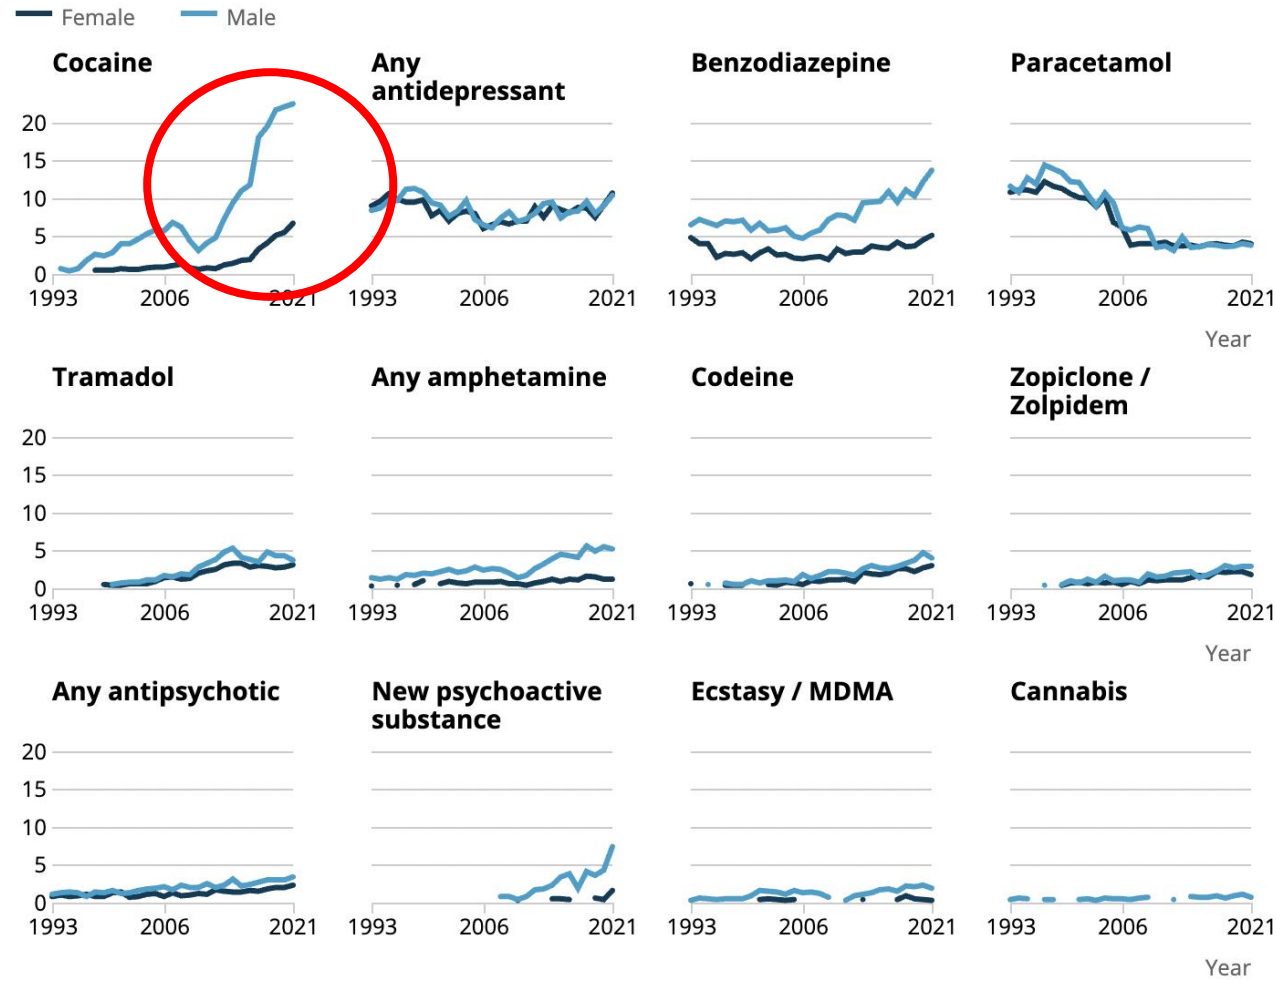 Female Male
Cocaine
Any
antidepressant
Benzodiazepine
Paracetamol
20
15
10
5
0
1993 2006 2021 1993 2006 2021 1993 2006 2021 1993 2006 2021
Year
Tramadol
Any amphetamine
Codeine
Zopiclone /
Zolpidem
20
15
10
5
0
1993 2006 2021 1993 2006 2021 1993 2006 2021 1993 2006 2021
Year
Any antipsychotic
New psychoactive
substance
Ecstasy / MDMA
Cannabis
20
15
10
5
0
1993 2006 2021 1993 2006 2021 1993 2006 2021 1993 2006 2021
Year